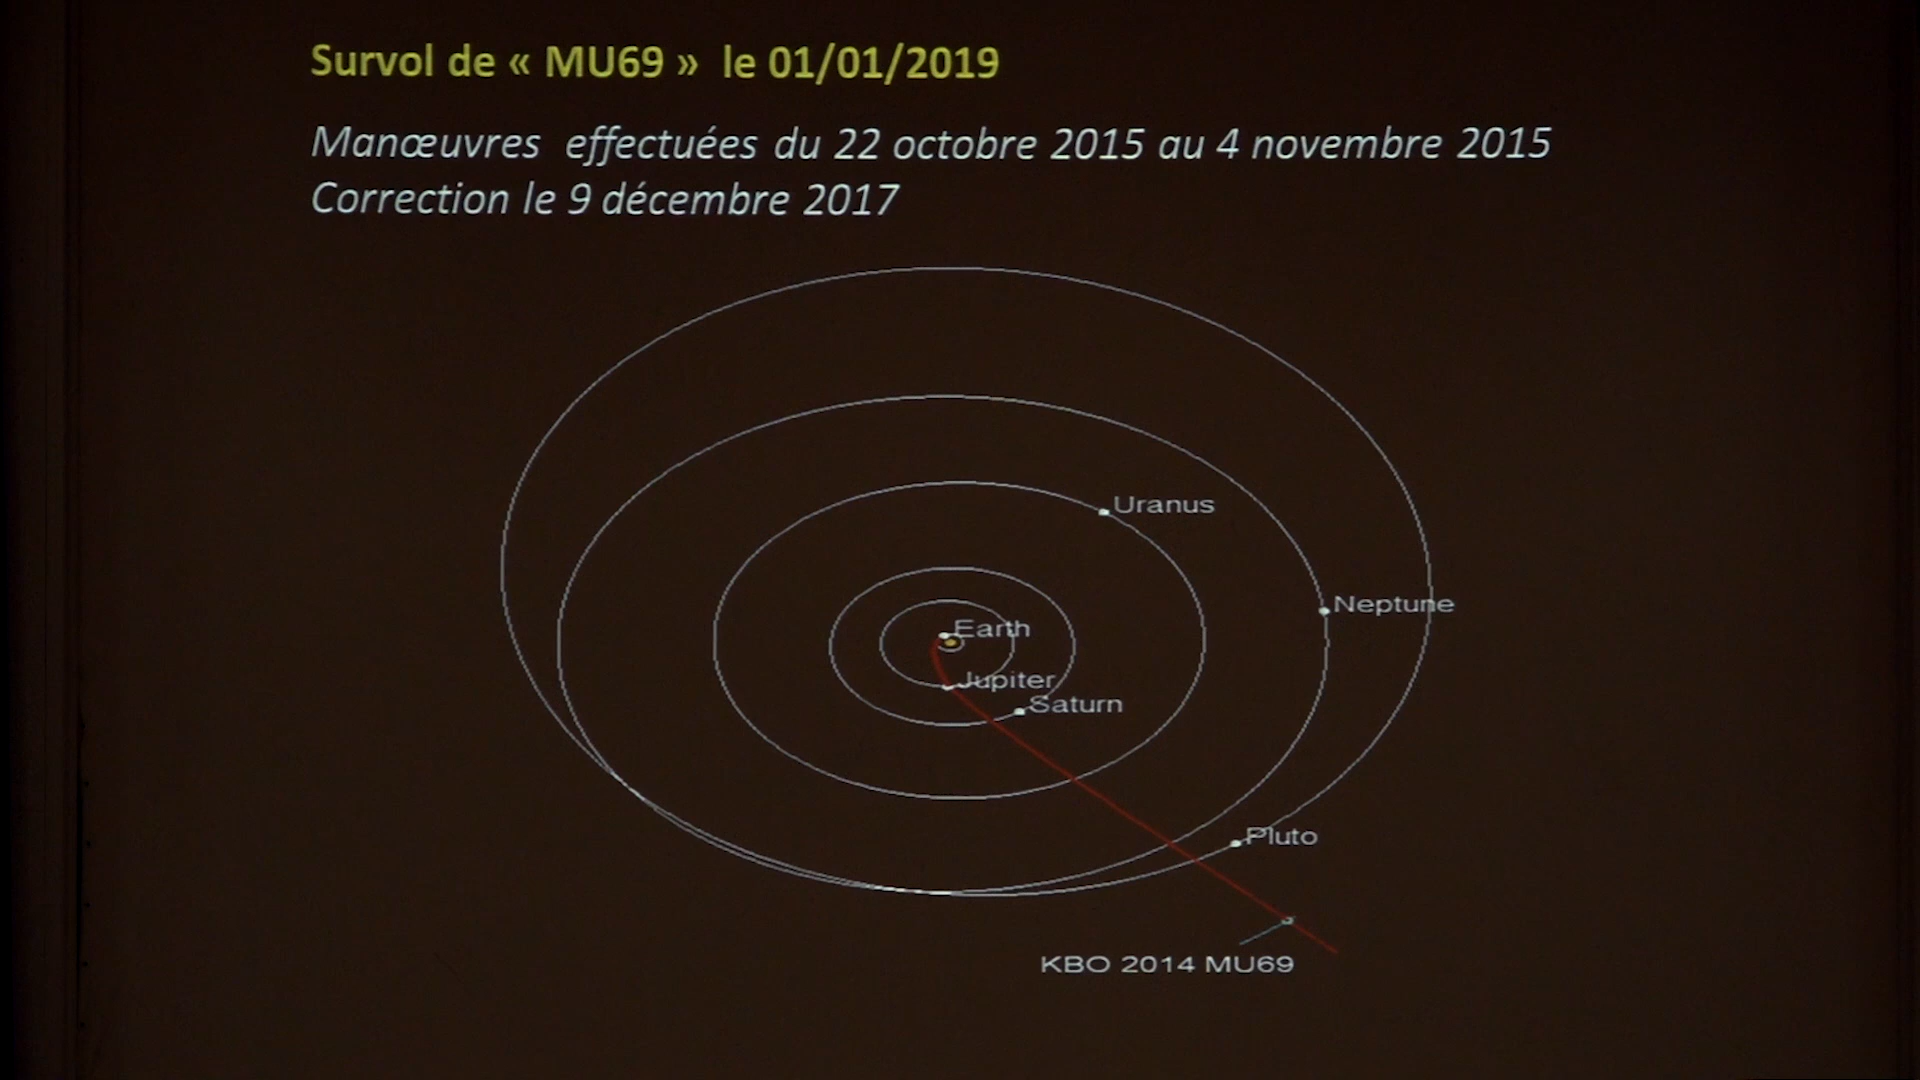 Survol de « MU69 » le 01/01/2019
Manœuvres effectuées du 22 octobre 2015 au 4 novembre 2015
Correction le 9 décembre 2017
Uranus
Neptune
Earth
Jupiter
Saturn
Pluto
KBO 2014 MU69